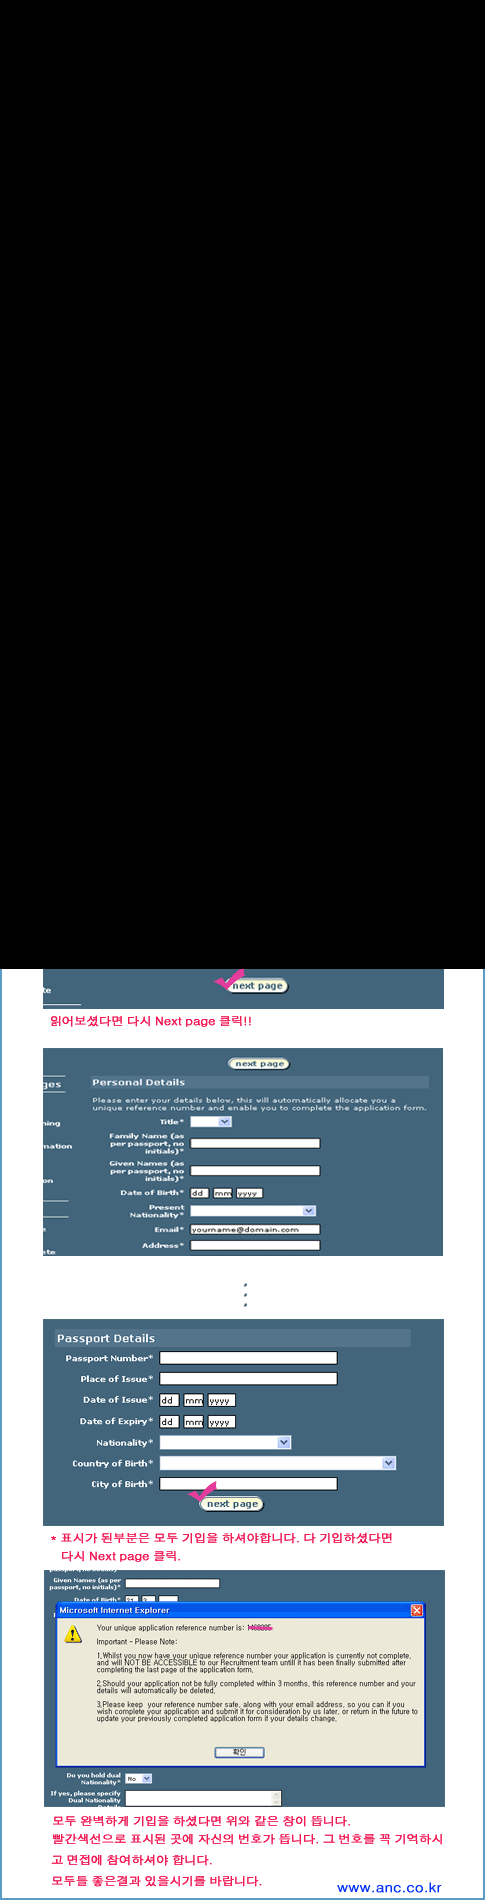 te
next page
읽어보셨다면 다시 Next page 클릭!!
next page
ges
Personal Details
Please enter your details below, this will automatically allocate you a
ning
unique reference number and enable you to complete the application form.
Title*
mation
Family Name (as
per passport, no
initials)*
on
Given Names (as
per passport, no
initials)*
Date of Birth* dd mm yyyy
Present
Nationality*
e
Email* yourname@domain.com
ete
Address*
Passport Details
Passport Number*
Place of Issue*
Date of Issue* dd mm yyyy
Date of Expiry* dd mm yyyy
Nationality*
Country of Birth*
City of Birth*
next page
* 표시가 된부분은 모두 기입을 하셔야합니다. 다 기입하셨다면
다시 Next page 클릭.
passport, no initials)*
Given Names (as per
passport, no initials)*
Date of Birth*
Microsoft Internet Explorer
Your unique application reference number is:
Important - Please Note:
1.Whilst you now have your unique reference number your application is currently not complete,
and will NOT BE ACCESSIBLE to our Recruitment team untill it has been finally submitted after
completing the last page of the application form.
2.Should your application not be fully completed within 3 months, this reference number and your
details will automatically be deleted.
3.Please keep your reference number safe, along with your email address, so you can if you
wish complete your application and submit it for consideration by us later, or return in the future to
update your previously completed application form if your details change.
확인
Do you hold dual
Nationality* No
If yes, please specify
Dual Nationality
모두 완벽하게 기입을 하셨다면 위와 같은 창이 뜹니다.
빨간색선으로 표시된 곳에 자신의 번호가 뜹니다. 그 번호를 꼭 기억하시
고 면접에 참여하셔야 합니다.
모두들 좋은결과 있을시기를 바랍니다.
www.anc.co.kr